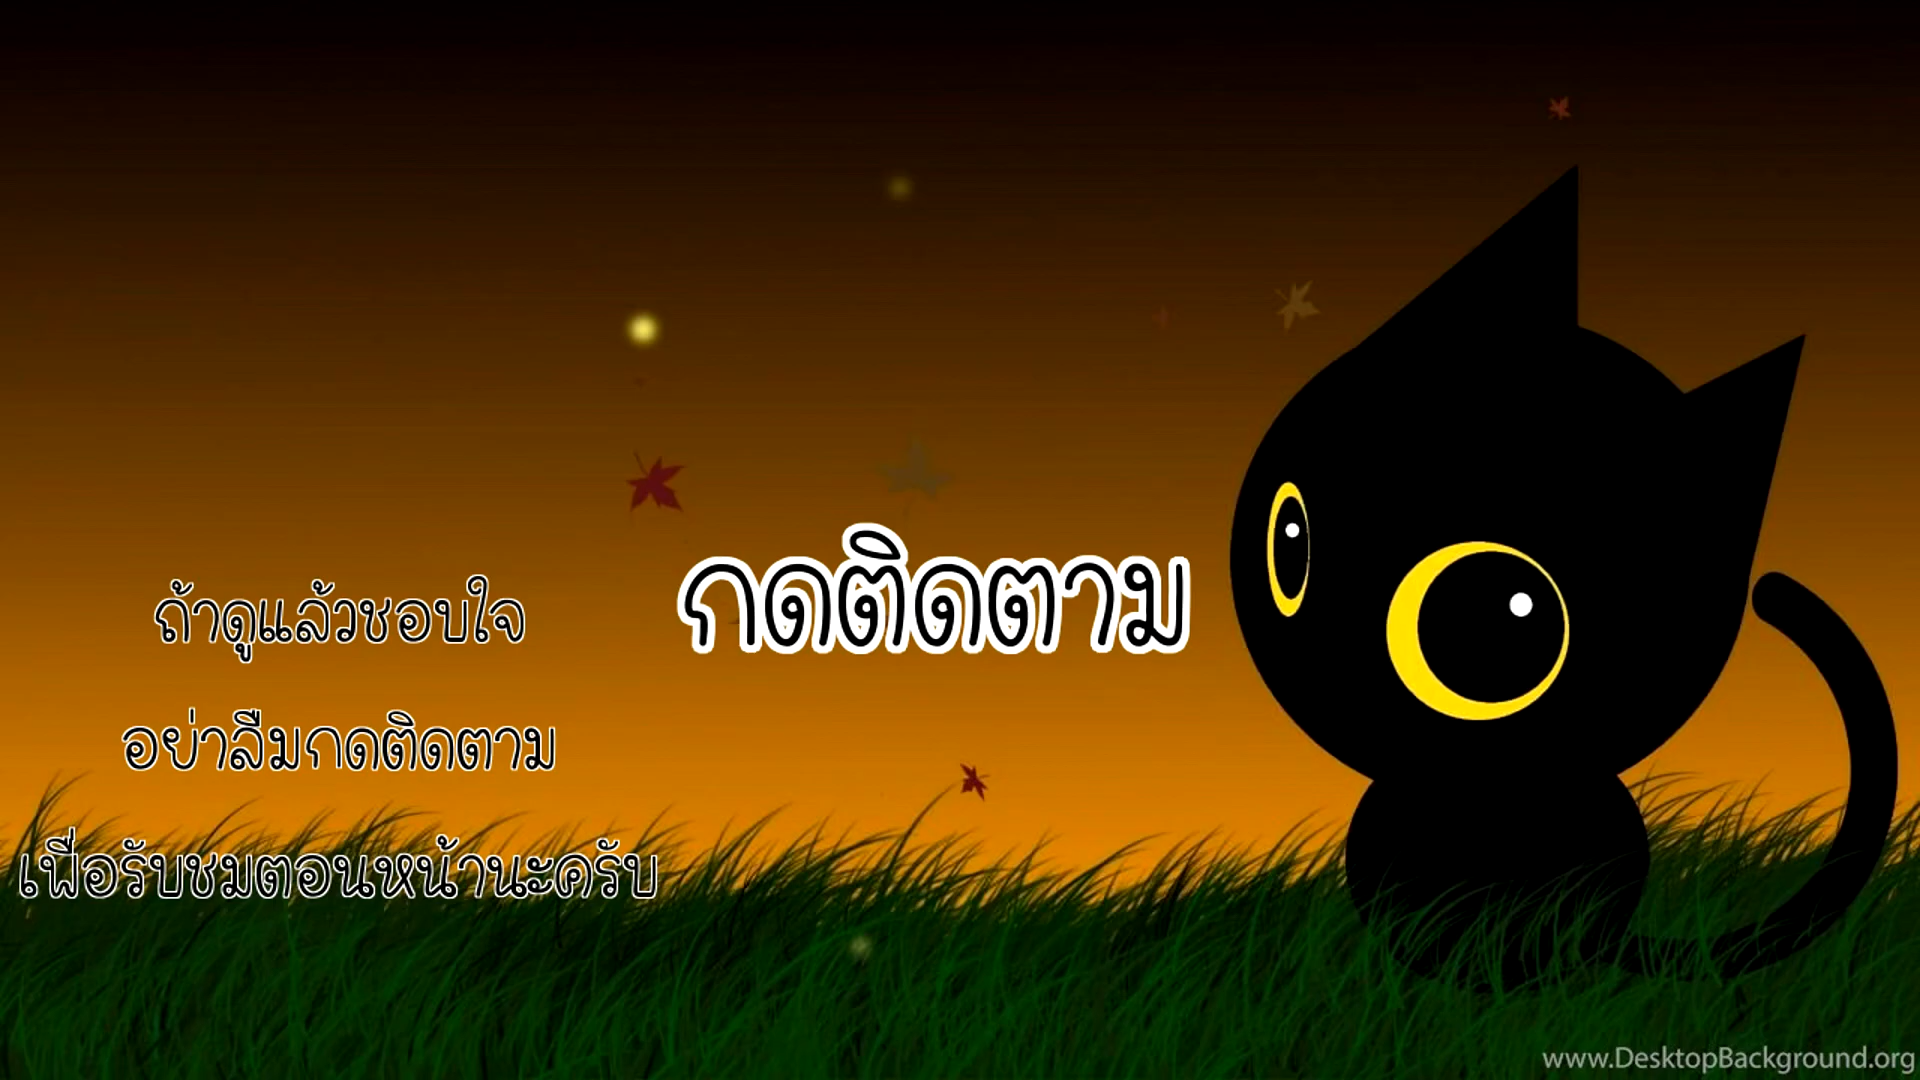 ถ้าดูแล้วชอบใจ
อย่าลืมกดติดตาม
เพื่อรับชมตอนหน้านะครับ
กดติดตาม
www.DesktopBackground.org